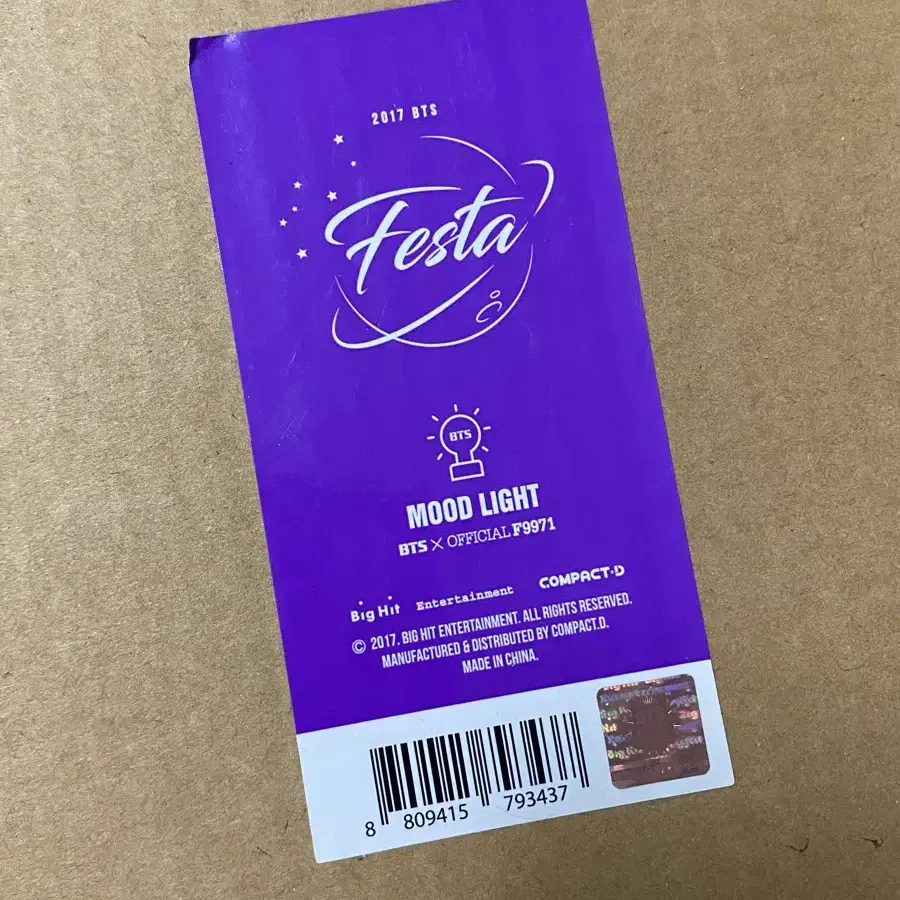 2017 BTS
Festa
BTS
MOOD LIGHT
BTS × OFFICIAL F9971
Big Hit Entertainment COMPACT·D
© 2017. BIG HIT ENTERTAINMENT. ALL RIGHTS RESERVED.
MANUFACTURED & DISTRIBUTED BY COMPACT.D.
MADE IN CHINA.
8 809415 793437